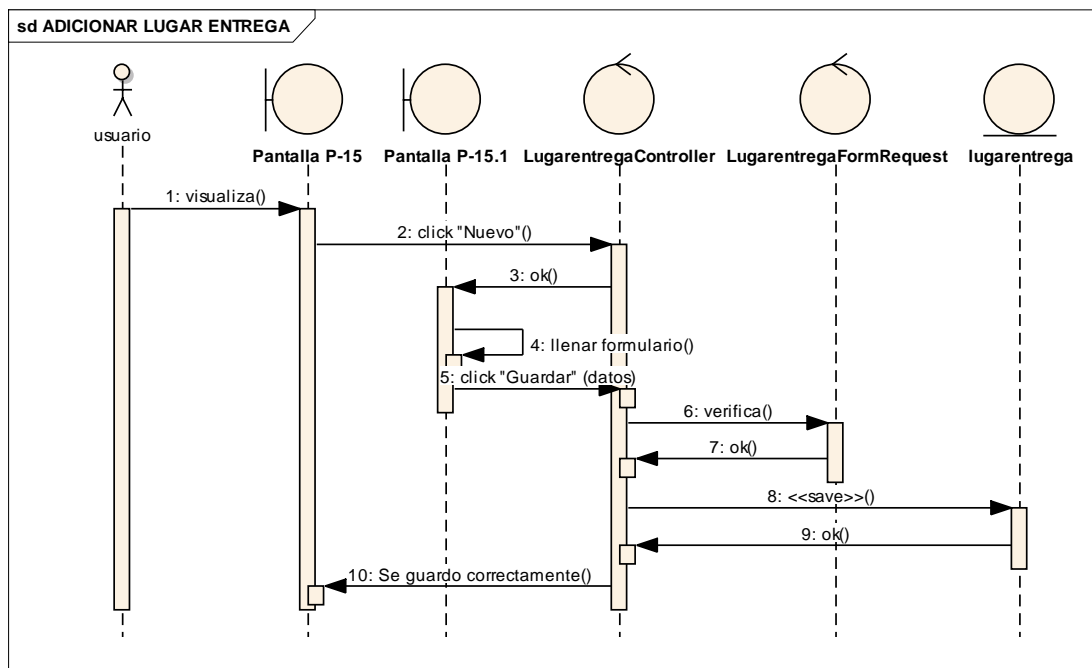 sd ADICIONAR LUGAR ENTREGA
usuario
Pantalla P-15
Pantalla P-15.1
LugarentregaController
LugarentregaFormRequest
lugarentrega
1: visualiza()
2: click "Nuevo"()
3: ok()
4: llenar formulario()
5: click "Guardar" (datos)
6: verifica()
7: ok()
8: <<save>>()
9: ok()
10: Se guardo correctamente()